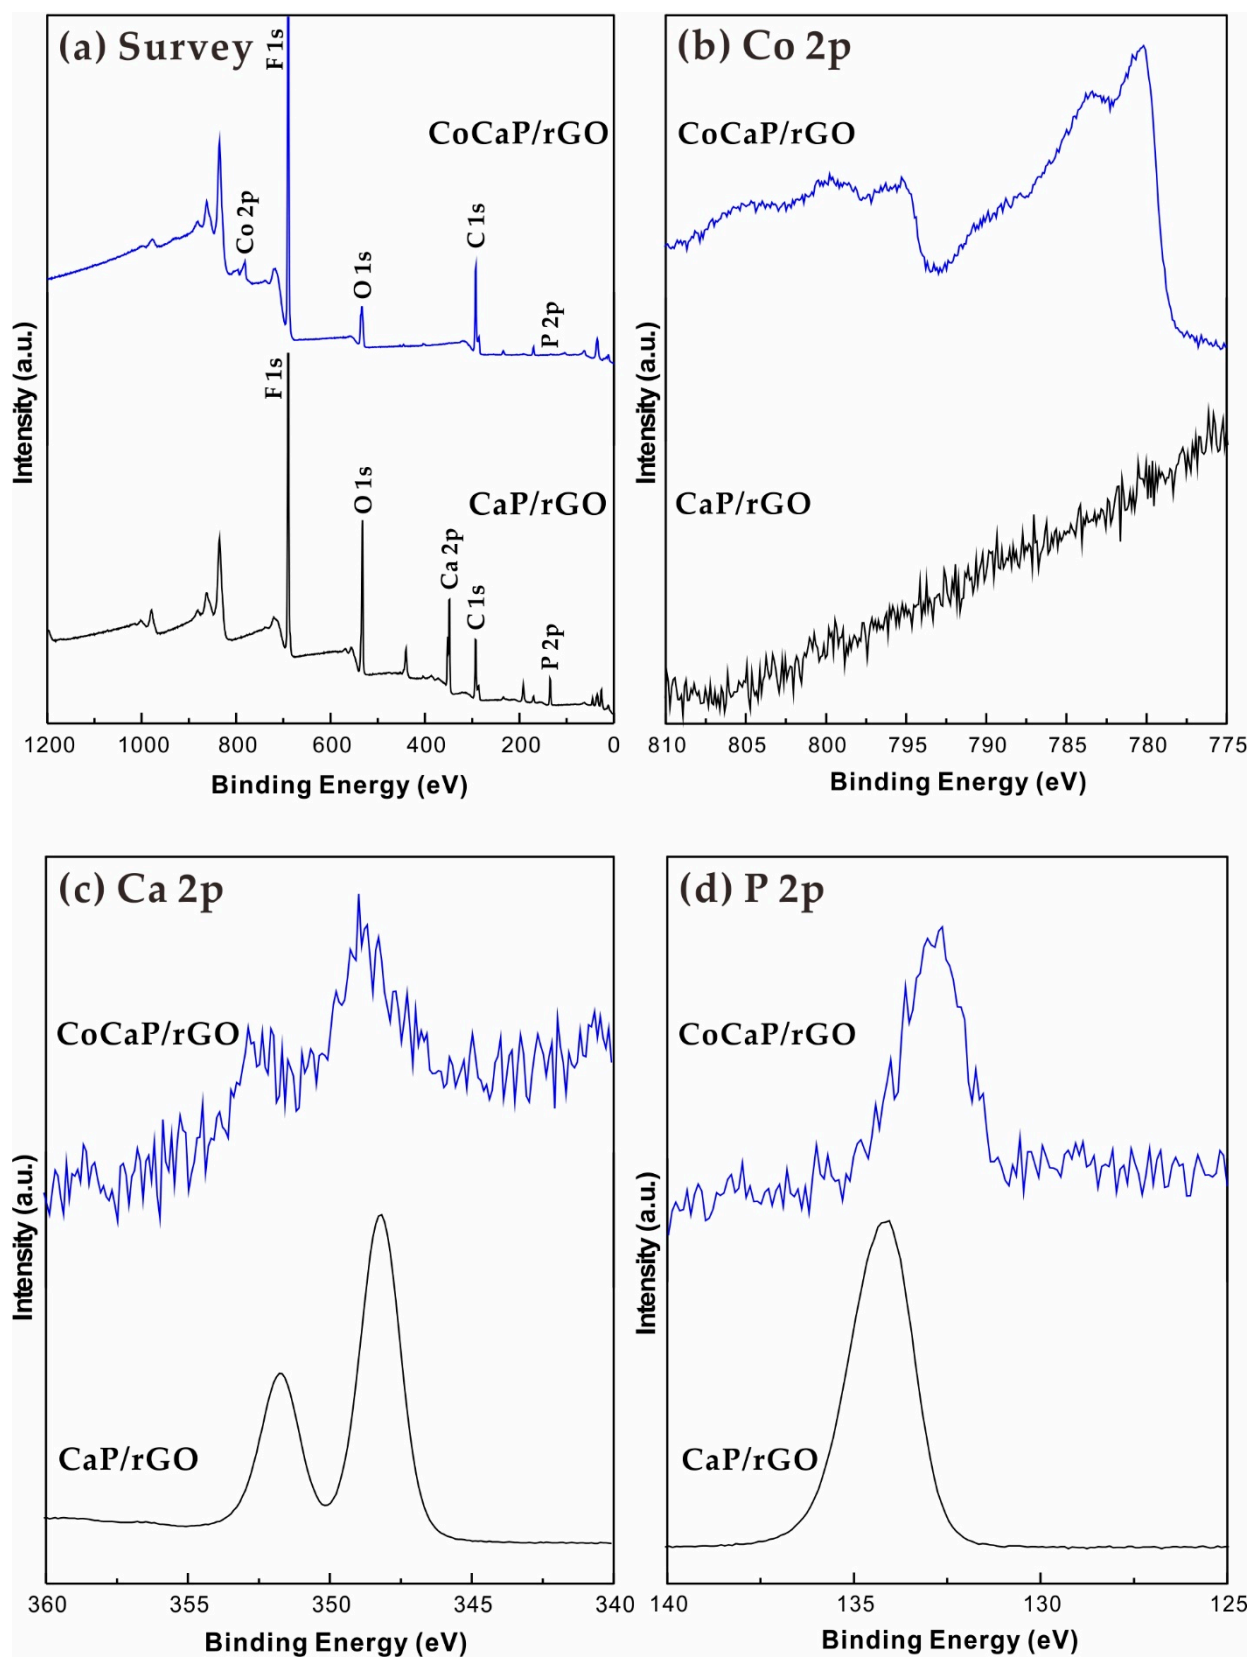 (a) Survey
F 1s
CoCaP/rGO
Co 2p
C 1s
O 1s
P 2p
F 1s
O 1s
CaP/rGO
Ca 2p
C 1s
P 2p
Intensity (a.u.)
1200 1000 800 600 400 200 0
Binding Energy (eV)
(b) Co 2p
CoCaP/rGO
CaP/rGO
Intensity (a.u.)
810 805 800 795 790 785 780 775
Binding Energy (eV)
(c) Ca 2p
CoCaP/rGO
CaP/rGO
Intensity (a.u.)
360 355 350 345 340
Binding Energy (eV)
(d) P 2p
CoCaP/rGO
CaP/rGO
Intensity (a.u.)
140 135 130 125
Binding Energy (eV)